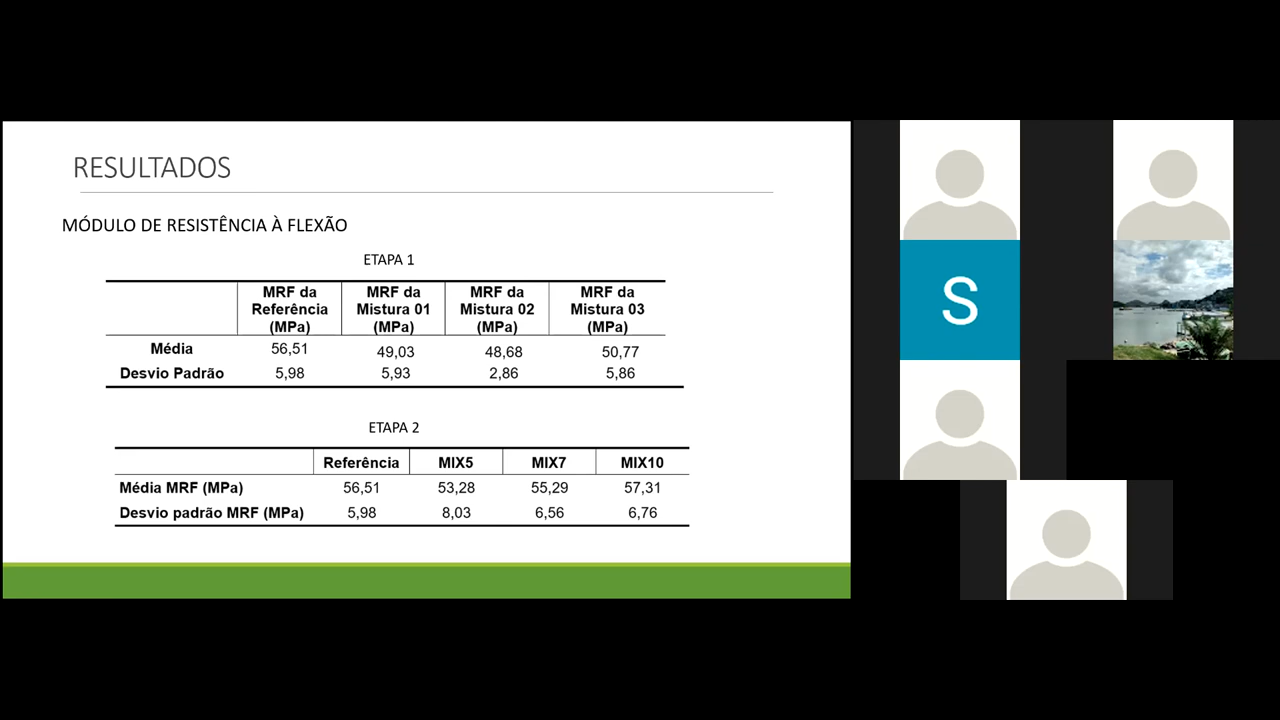 RESULTADOS
MÓDULO DE RESISTÊNCIA À FLEXÃO
ETAPA 1
MRF da Referência (MPa) MRF da Mistura 01 (MPa) MRF da Mistura 02 (MPa) MRF da Mistura 03 (MPa)
Média 56,51 49,03 48,68 50,77
Desvio Padrão 5,98 5,93 2,86 5,86
ETAPA 2
Referência MIX5 MIX7 MIX10
Média MRF (MPa) 56,51 53,28 55,29 57,31
Desvio padrão MRF (MPa) 5,98 8,03 6,56 6,76
S